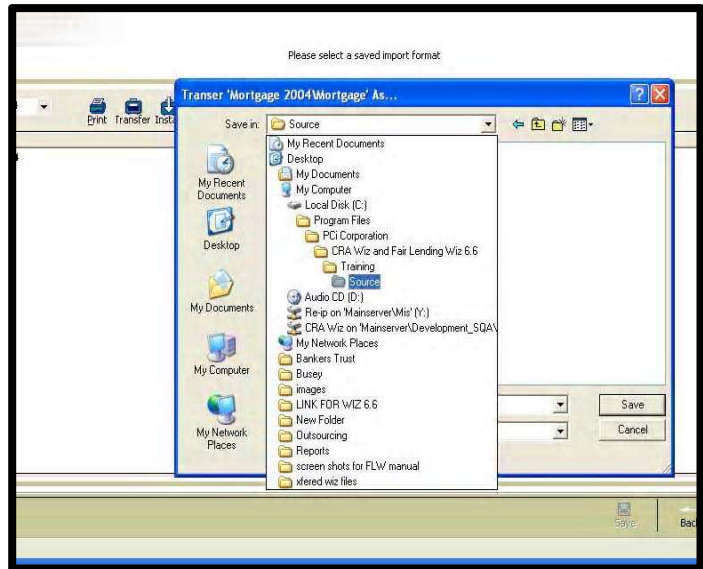 Please select a saved import format
Print Transfer Insta
Transer 'Mortgage 2004\Mortgage' As...
Save in: Source
My Recent Documents
Desktop
My Documents
My Computer
Local Disk (C:)
Program Files
PCi Corporation
CRA Wiz and Fair Lending Wiz 6.6
Training
Source
Audio CD (D:)
Re-ip on 'Mainserver\Mis' (Y:)
CRA Wiz on 'Mainserver\Development_SQA\
My Network Places
Bankers Trust
Busey
images
LINK FOR WIZ 6.6
New Folder
Outsourcing
Reports
screen shots for FLW manual
xfered wiz files
My Recent
Documents
Desktop
My Documents
My Computer
My Network
Places
Save
Cancel
Save
Back